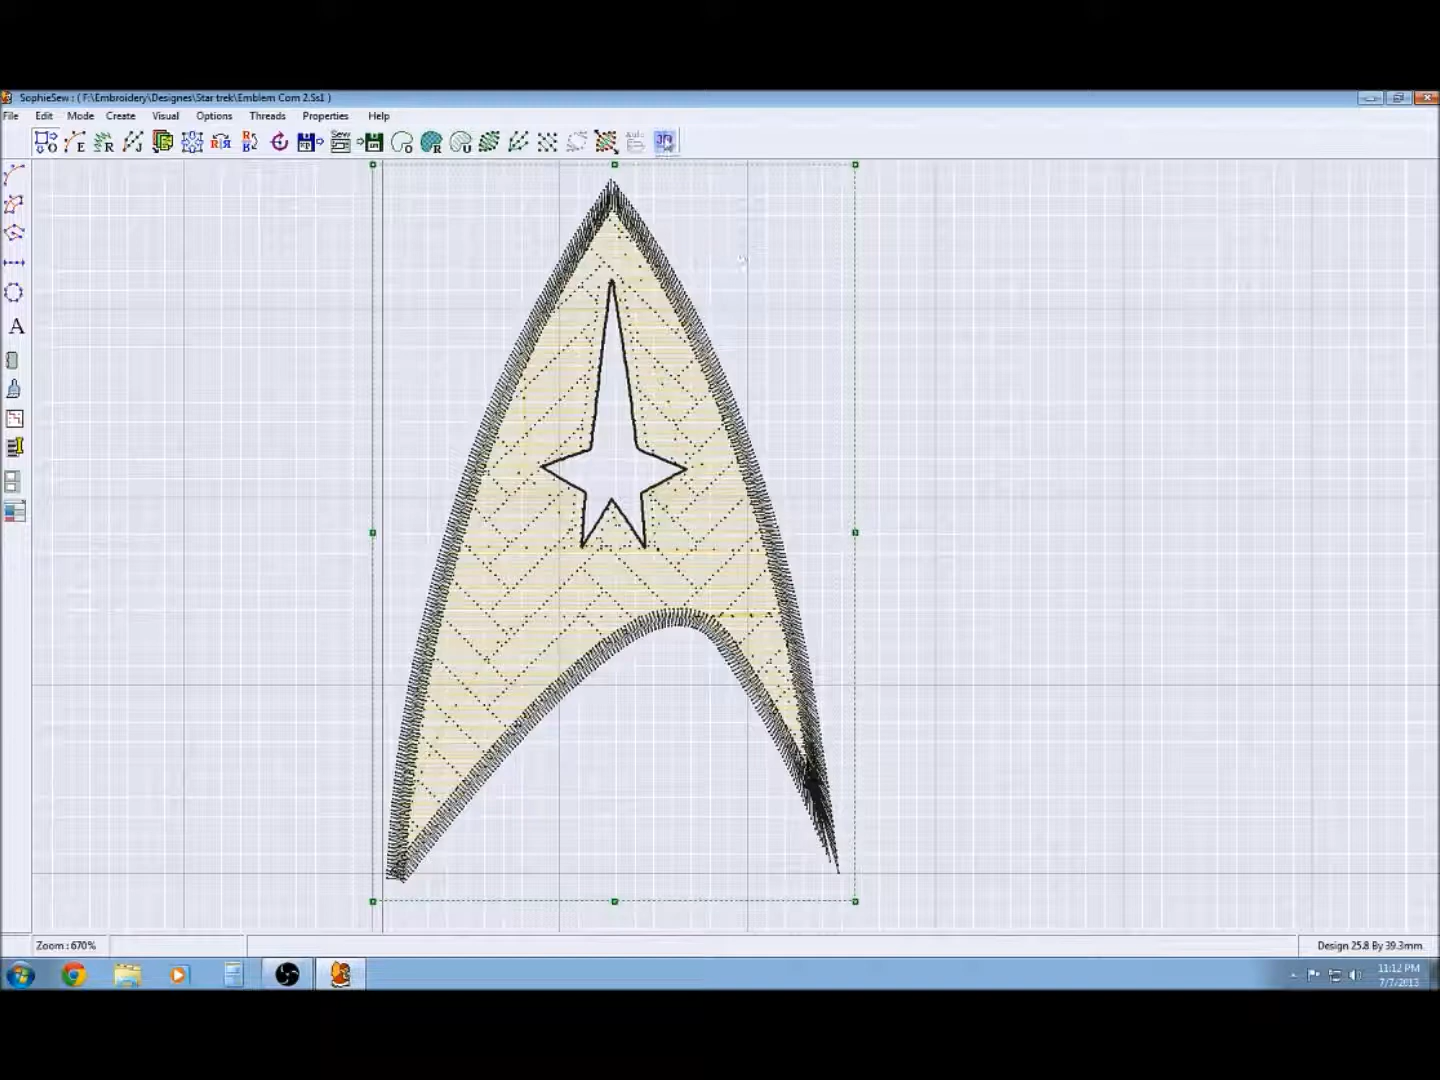 SophieSew : ( F:\Embroidery\Designes\Star trek\Emblem Com 2.Ss1 )
File Edit Mode Create Visual Options Threads Properties Help
O E R J R|R R O R U
A
Zoom : 670%
Design 25.8 By 39.3mm.
11:12 PM
7/7/2013